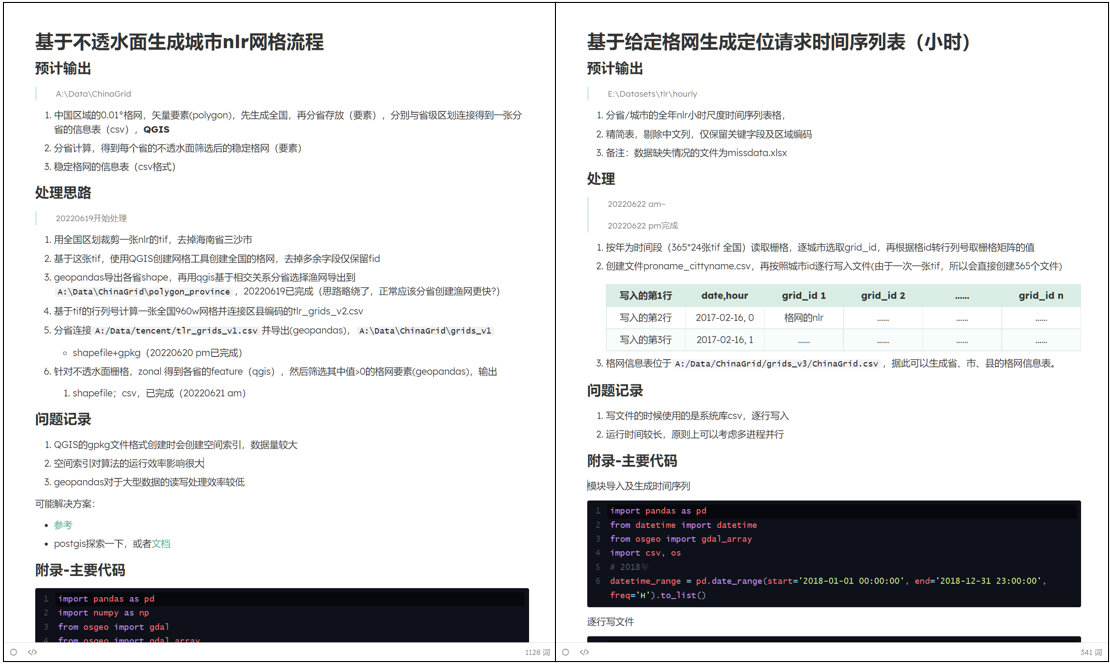 基于不透水面生成城市nlr网格流程
预计输出
A:\Data\ChinaGrid
1. 中国区域的0.01°格网，矢量要素(polygon)，先生成全国，再分省存放（要素），分别与省级区划连接得到一张分
省的信息表（csv），QGIS
2. 分省计算，得到每个省的不透水面筛选后的稳定格网（要素）
3. 稳定格网的信息表（csv格式）
处理思路
20220619开始处理
1. 用全国区划裁剪一张nlr的tif，去掉海南省三沙市
2. 基于这张tif，使用QGIS创建网格工具创建全国的格网，去掉多余字段仅保留fid
3. geopandas导出各省shape，再用qgis基于相交关系分省选择渔网导出到
A:\Data\ChinaGrid\polygon_province ，20220619已完成（思路略绕了，正常应该分省创建渔网更快?）
4. 基于tif的行列号计算一张全国960w网格并连接区县编码的tlr_grids_v2.csv
5. 分省连接 A:/Data/tencent/tlr_grids_v1.csv 并导出(geopandas)， A:\Data\ChinaGrid\grids_v1
○ shapefile+gpkg（20220620 pm已完成）
6. 针对不透水面栅格，zonal 得到各省的feature（qgis），然后筛选其中值>0的格网要素(geopandas)，输出
1. shapefile；csv，已完成（20220621 am）
问题记录
1. QGIS的gpkg文件格式创建时会创建空间索引，数据量较大
2. 空间索引对算法的运行效率影响很大
3. geopandas对于大型数据的读写处理效率较低
可能解决方案：
• 参考
• postgis探索一下，或者文档
附录-主要代码
1 import pandas as pd
2 import numpy as np
3 from osgeo import gdal
4 from osgeo import gdal_array
</> 1128 词
基于给定格网生成定位请求时间序列表（小时）
预计输出
E:\Datasets\tlr\hourly
1. 分省/城市的全年nlr小时尺度时间序列表格，
2. 精简表，剔除中文列，仅保留关键字段及区域编码
3. 备注：数据缺失情况的文件为missdata.xlsx
处理
20220622 am~
20220622 pm完成
1. 按年为时间段（365*24张tif 全国）读取栅格，逐城市选取grid_id，再根据格id转行列号取栅格矩阵的值
2. 创建文件proname_cittyname.csv，再按照城市id逐行写入文件(由于一次一张tif，所以会直接创建365个文件)
写入的第1行 date,hour grid_id 1 grid_id 2 ...... grid_id n
写入的第2行 2017-02-16, 0 格网的nlr ...... ...... ......
写入的第3行 2017-02-16, 1 ...... ...... ...... ......
3. 格网信息表位于 A:/Data/ChinaGrid/grids_v3/ChinaGrid.csv ，据此可以生成省、市、县的格网信息表。
问题记录
1. 写文件的时候使用的是系统库csv，逐行写入
2. 运行时间较长，原则上可以考虑多进程并行
附录-主要代码
模块导入及生成时间序列
1 import pandas as pd
2 from datetime import datetime
3 from osgeo import gdal_array
4 import csv, os
5 # 2018年
6 datetime_range = pd.date_range(start='2018-01-01 00:00:00', end='2018-12-31 23:00:00',
freq='H').to_list()
逐行写文件
</> 341 词